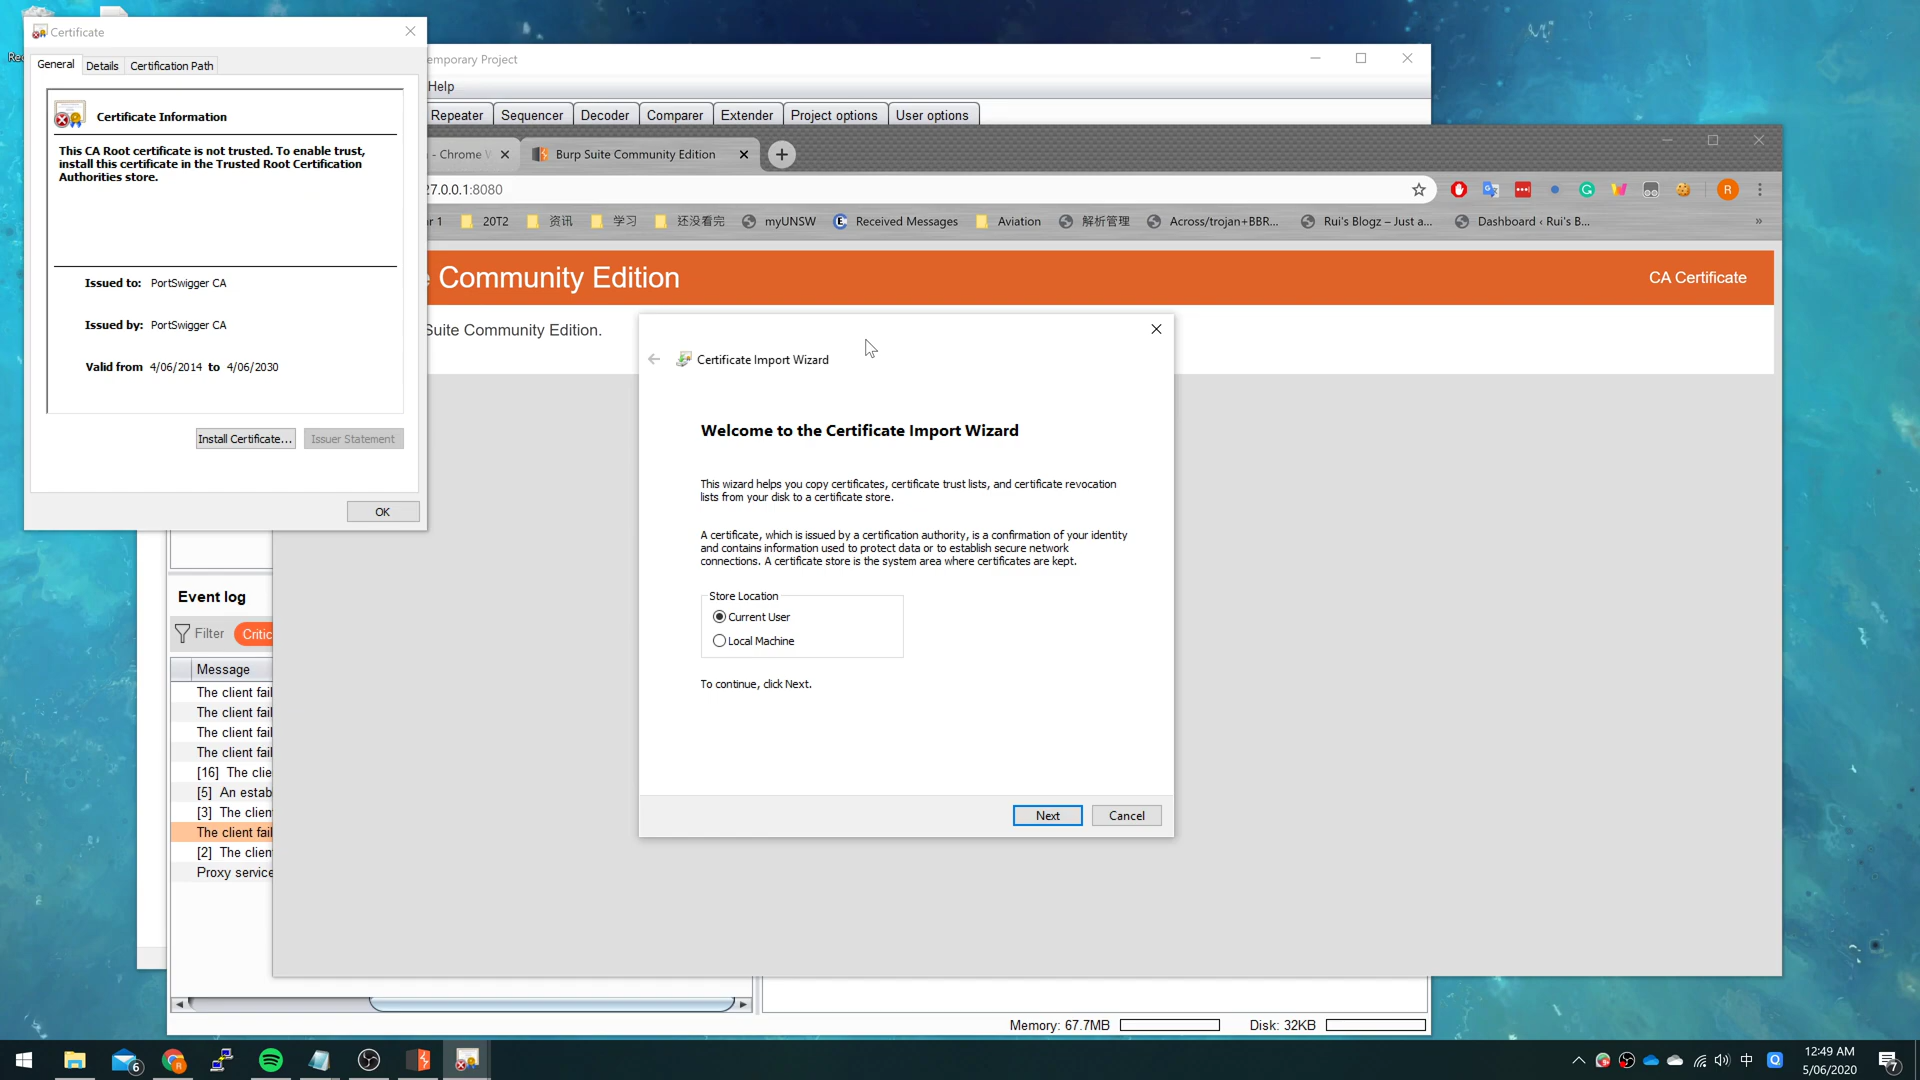 Certificate
General
Details
Certification Path
Certificate Information
This CA Root certificate is not trusted. To enable trust,
install this certificate in the Trusted Root Certification
Authorities store.
Issued to: PortSwigger CA
Issued by: PortSwigger CA
Valid from 4/06/2014 to 4/06/2030
Install Certificate...
Issuer Statement
OK
emporary Project
Help
Repeater
Sequencer
Decoder
Comparer
Extender
Project options
User options
- Chrome
Burp Suite Community Edition
27.0.0.1:8080
R
r 1
20T2
资讯
学习
还没看完
myUNSW
Received Messages
Aviation
解析管理
Across/trojan+BBR...
Rui's Blogz – Just a...
Dashboard ‹ Rui's B...
»
Community Edition
CA Certificate
Suite Community Edition.
Certificate Import Wizard
Welcome to the Certificate Import Wizard
This wizard helps you copy certificates, certificate trust lists, and certificate revocation
lists from your disk to a certificate store.
A certificate, which is issued by a certification authority, is a confirmation of your identity
and contains information used to protect data or to establish secure network
connections. A certificate store is the system area where certificates are kept.
Store Location
Current User
Local Machine
To continue, click Next.
Next
Cancel
Event log
Filter
Critic
Message
The client fail
The client fail
The client fail
The client fail
[16] The clie
[5] An estab
[3] The clien
The client fail
[2] The clien
Proxy service
Memory: 67.7MB
Disk: 32KB
6
R
中
Q
12:49 AM
5/06/2020
7